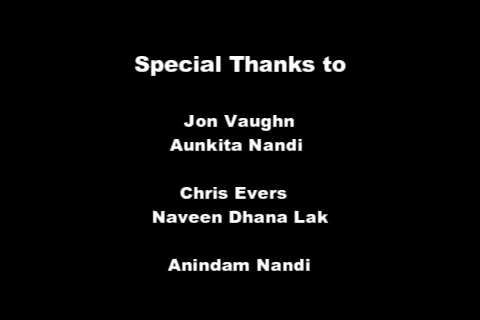 Special Thanks to
Jon Vaughn
Aunkita Nandi
Chris Evers
Naveen Dhana Lak
Anindam Nandi